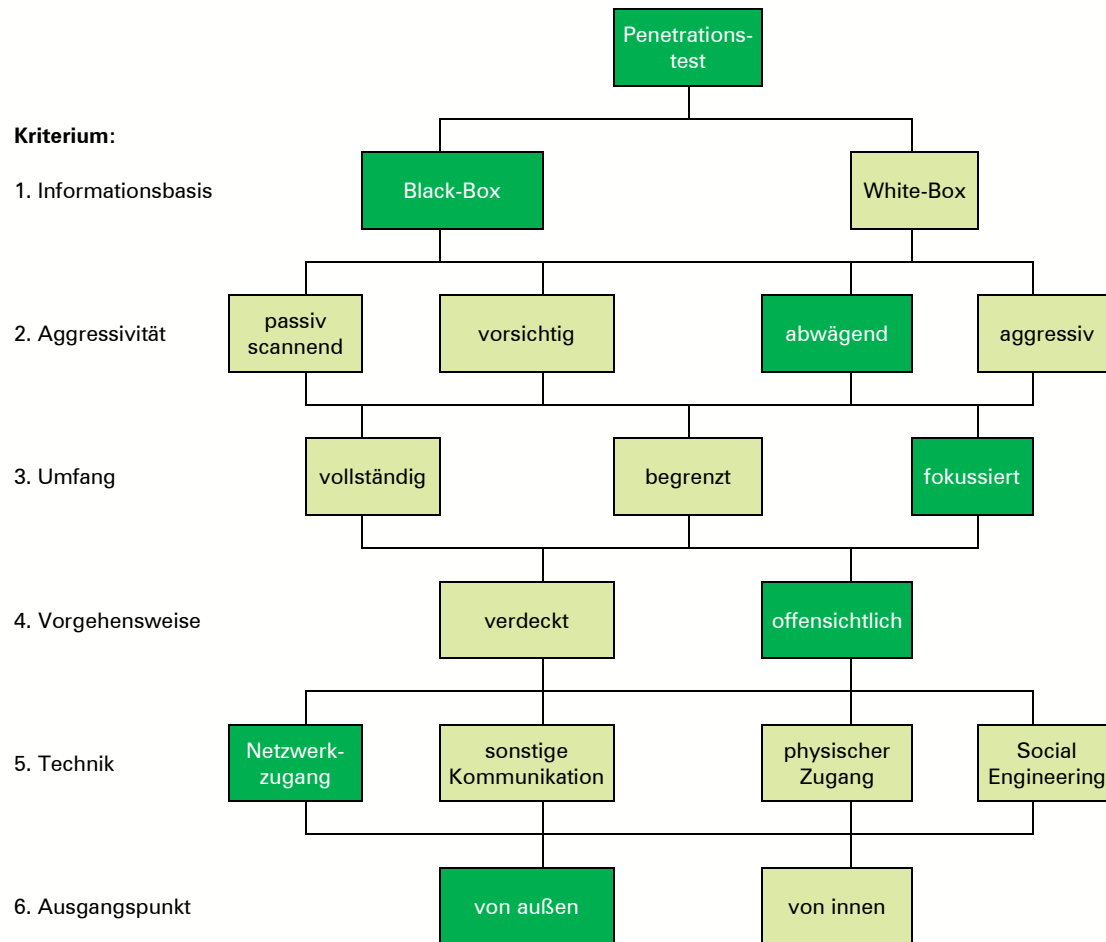 Penetrations-
test
Kriterium:
1. Informationsbasis
Black-Box
White-Box
2. Aggressivität
passiv
scannend
vorsichtig
abwägend
aggressiv
3. Umfang
vollständig
begrenzt
fokussiert
4. Vorgehensweise
verdeckt
offensichtlich
5. Technik
Netzwerk-
zugang
sonstige
Kommunikation
physischer
Zugang
Social
Engineering
6. Ausgangspunkt
von außen
von innen